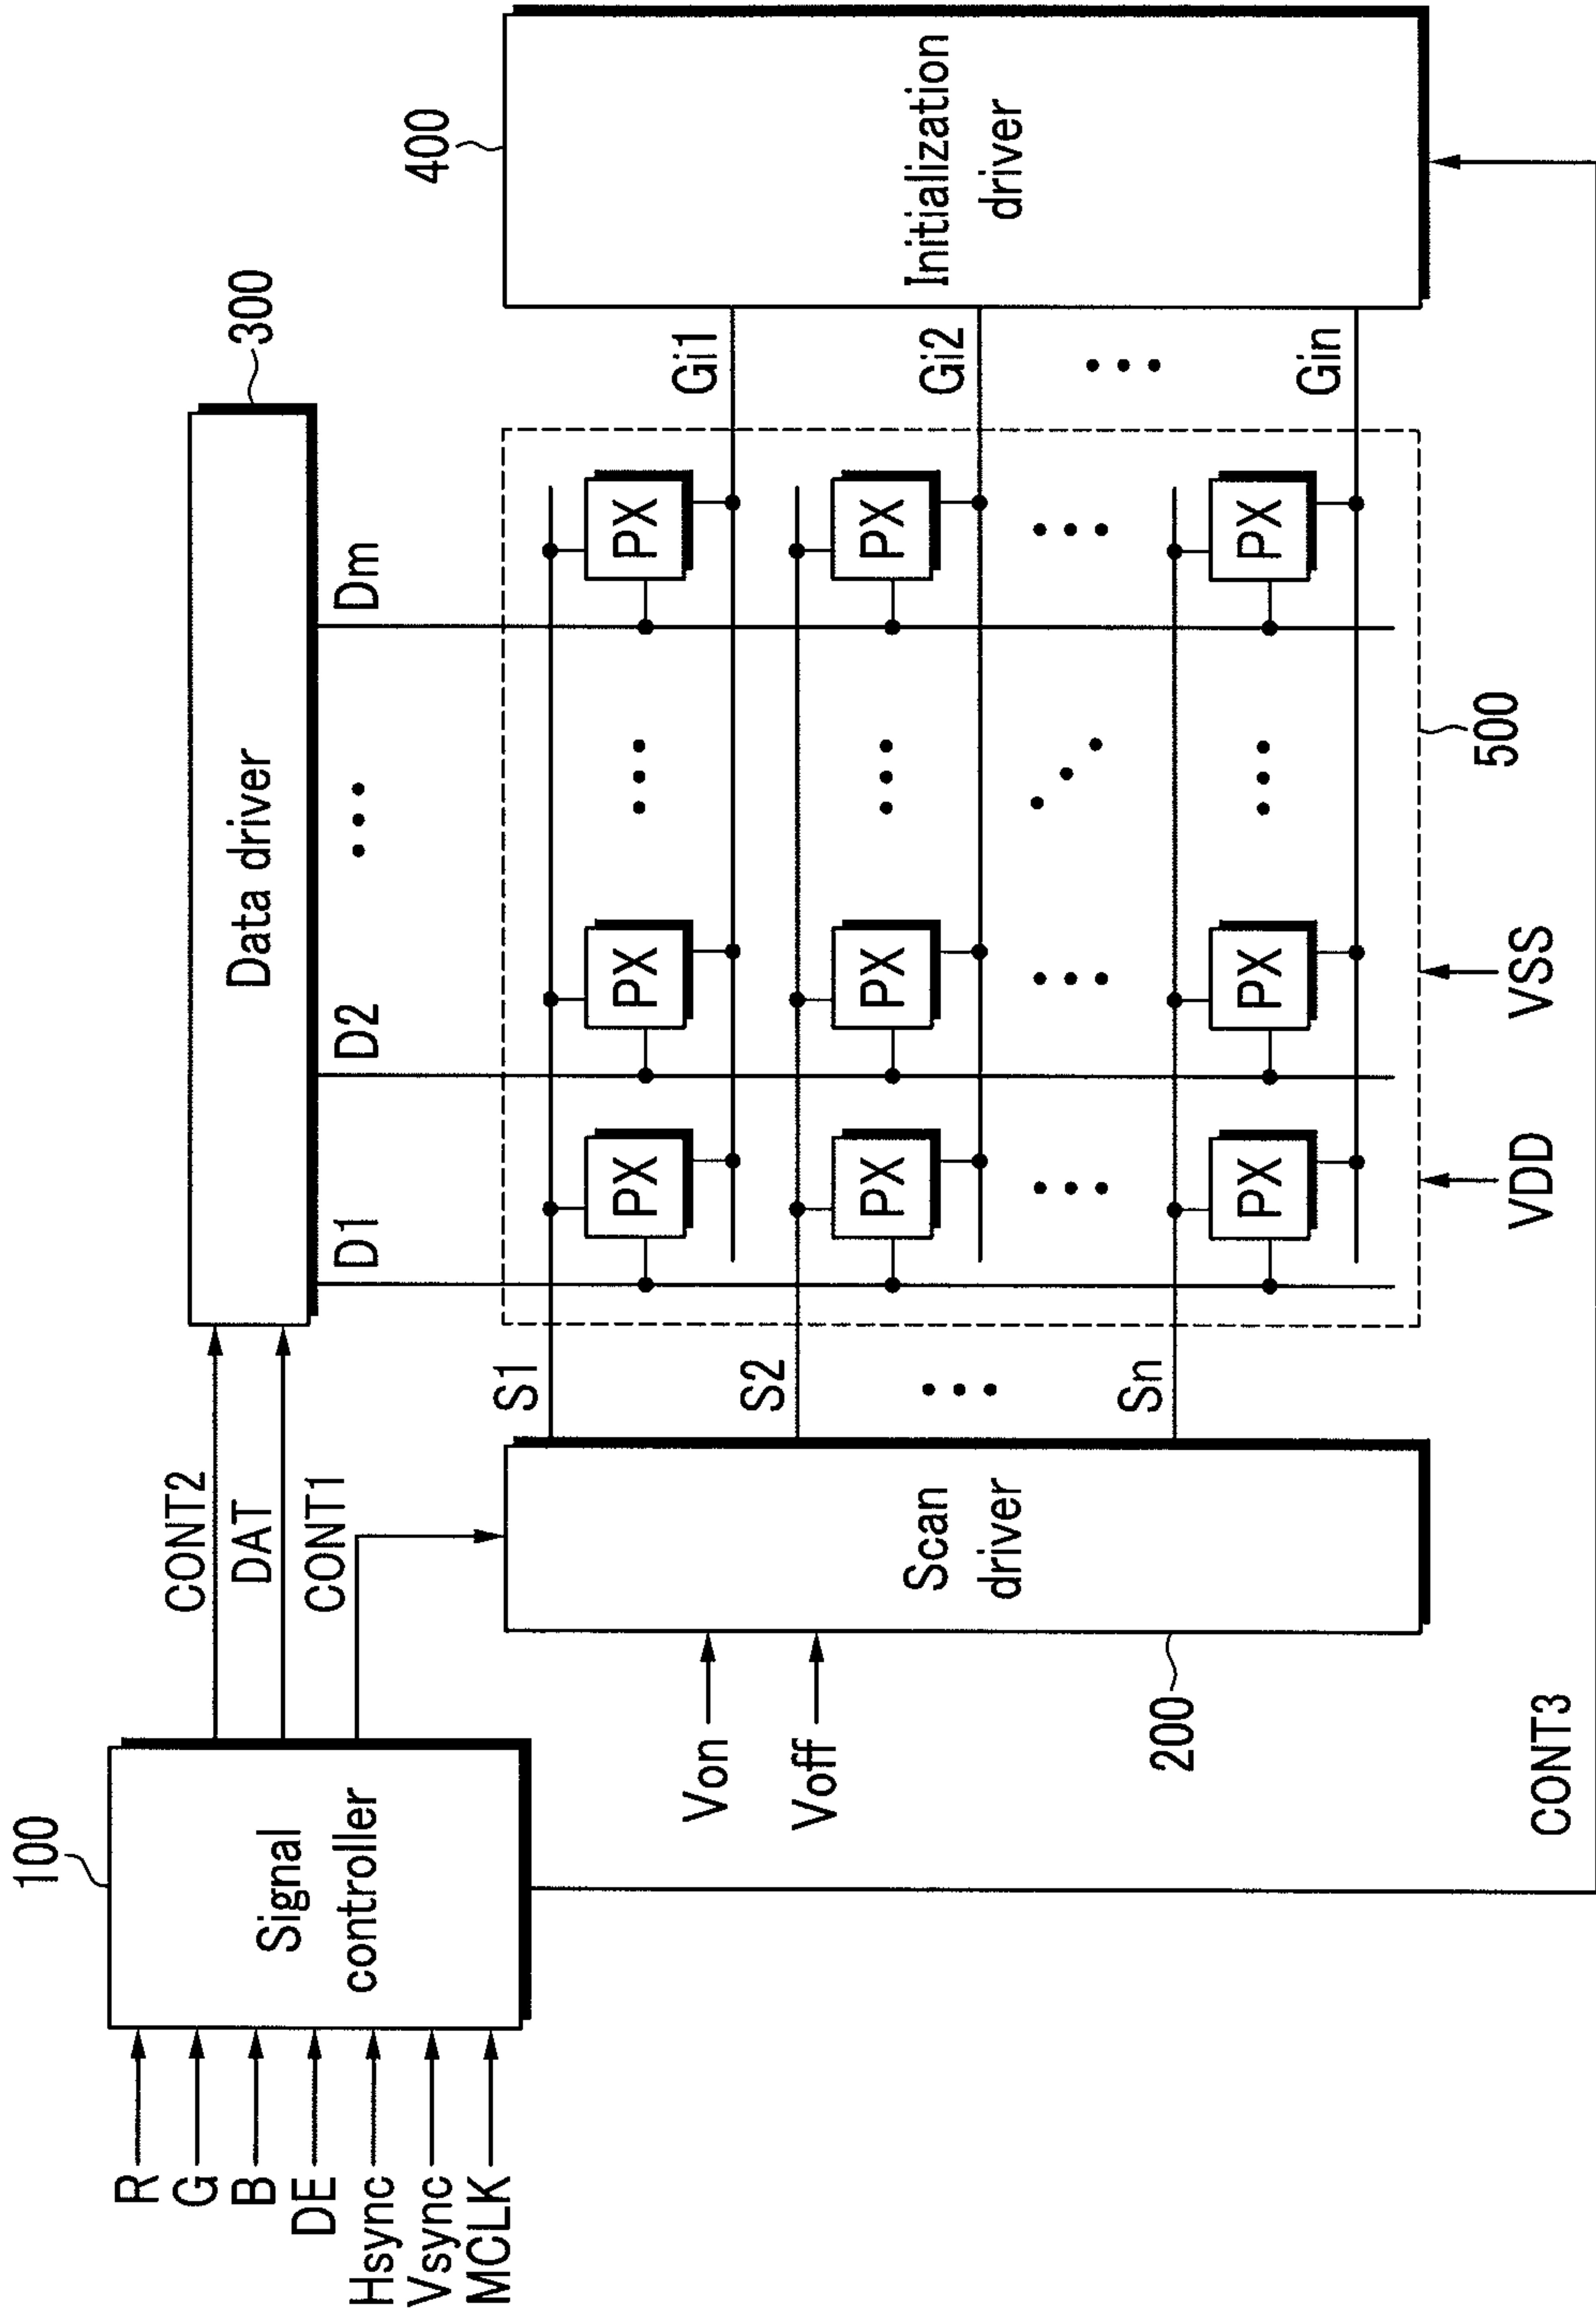 100
Signal
controller
R
G
B
DE
Hsync
Vsync
MCLK
CONT2
DAT
CONT1
CONT3
Data driver
300
D1
D2
Dm
Von
Voff
Scan
driver
200
S1
S2
Sn
PX
PX
PX
PX
PX
PX
PX
PX
PX
Gi1
Gi2
Gin
400
Initialization
driver
VDD
VSS
500